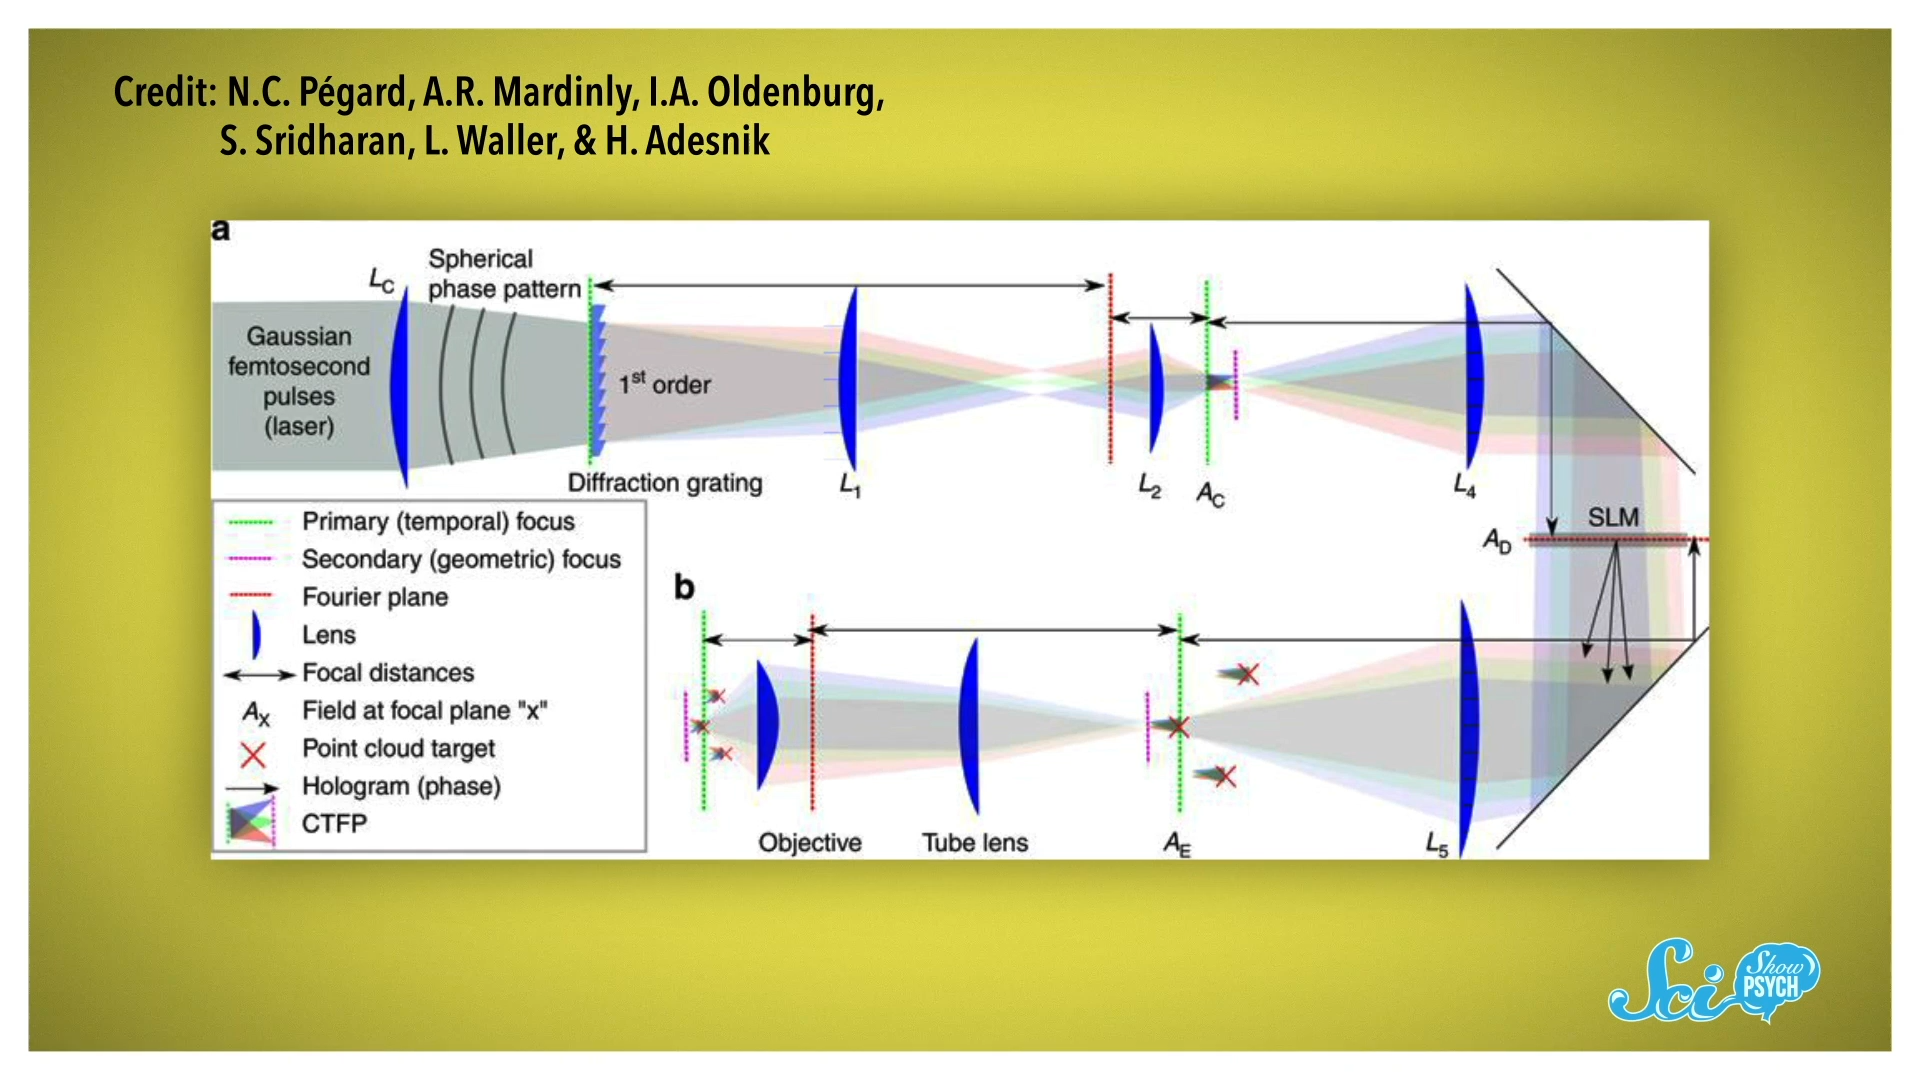 Credit: N.C. Pégard, A.R. Mardinly, I.A. Oldenburg,
S. Sridharan, L. Waller, & H. Adesnik
a
LC
Spherical
phase pattern
Gaussian
femtosecond
pulses
(laser)
1st order
Diffraction grating
L1
L2
AC
L4
SLM
AD
Primary (temporal) focus
Secondary (geometric) focus
Fourier plane
Lens
Focal distances
AX Field at focal plane "x"
Point cloud target
Hologram (phase)
CTFP
b
Objective
Tube lens
AE
L5
Sci Show
PSYCH